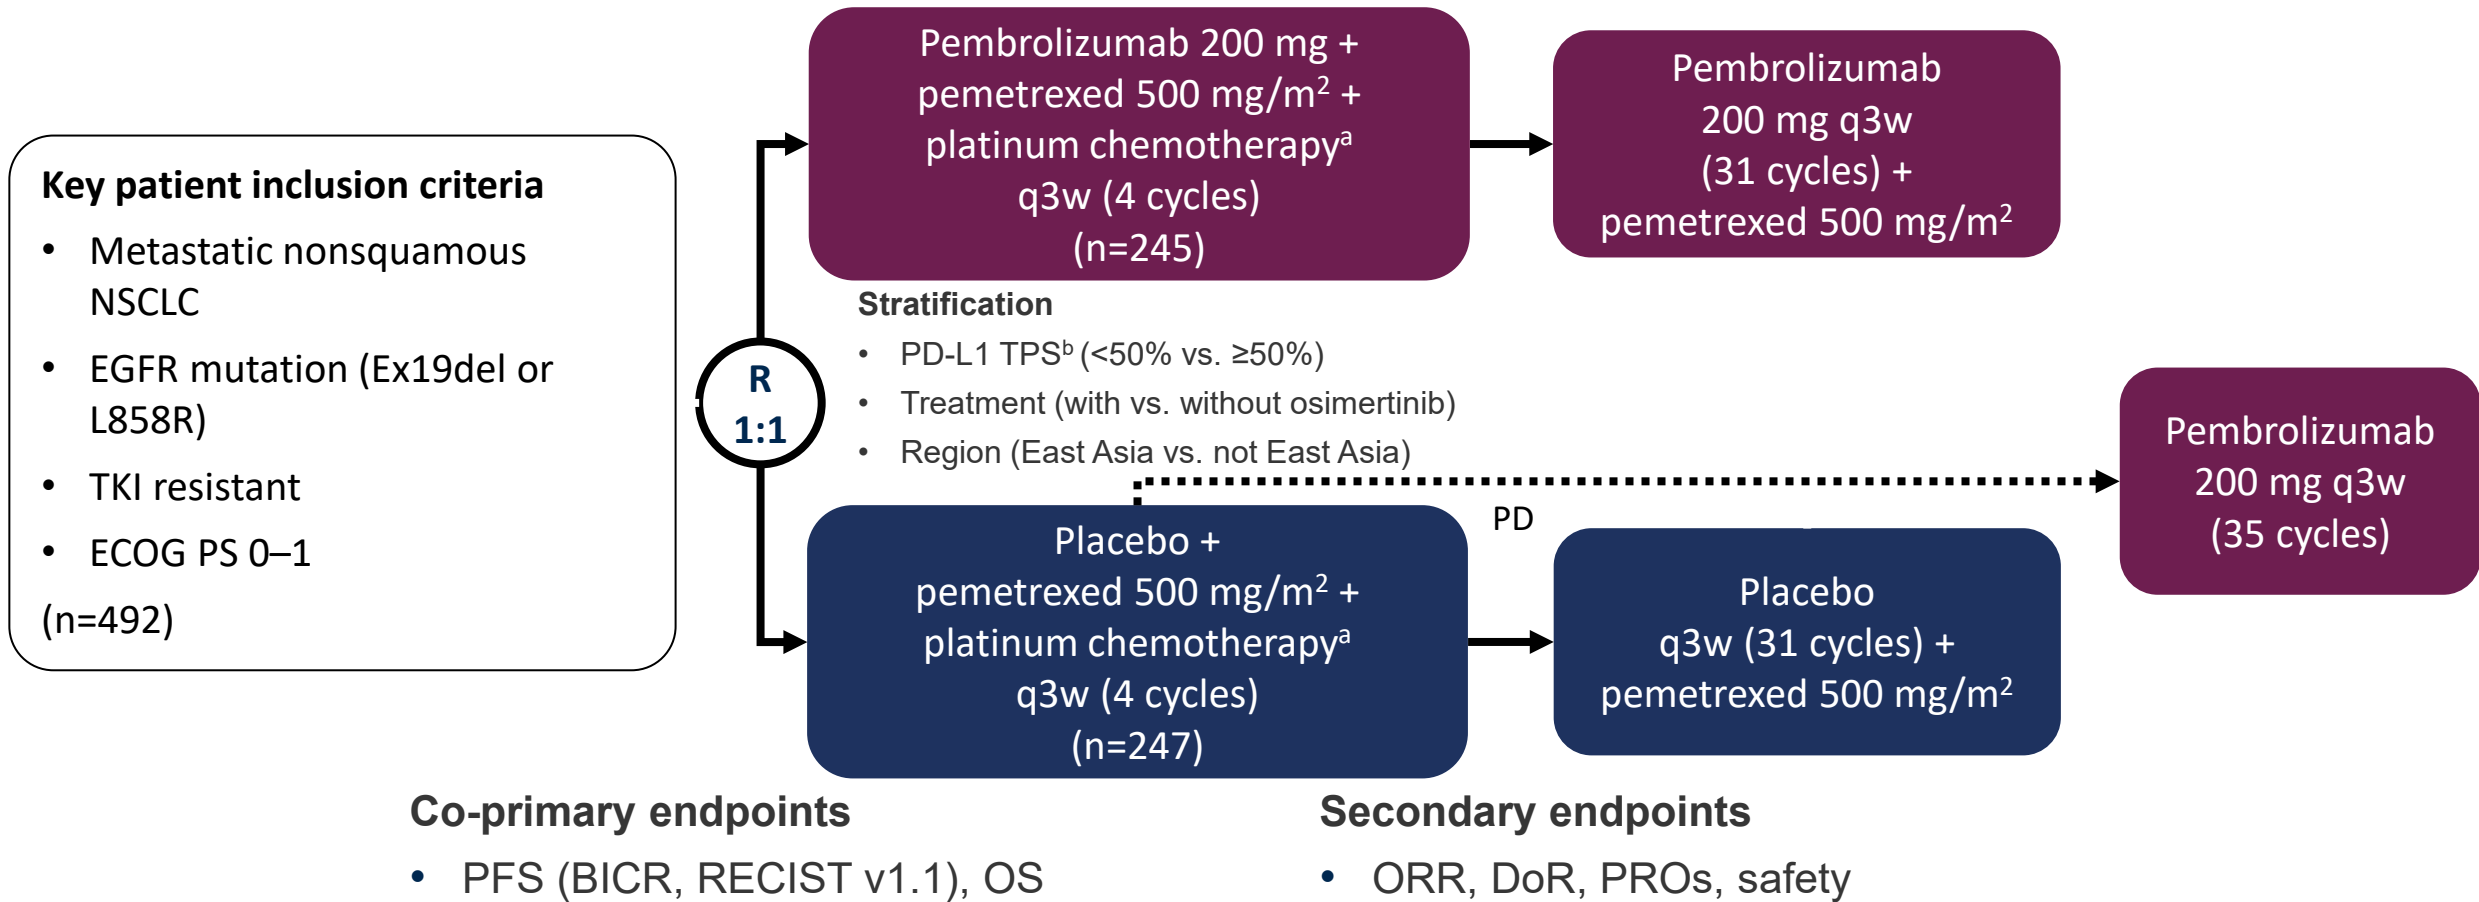 Key patient inclusion criteria
• Metastatic nonsquamous
NSCLC
• EGFR mutation (Ex19del or
L858R)
• TKI resistant
• ECOG PS 0–1
(n=492)
R
1:1
Pembrolizumab 200 mg +
pemetrexed 500 mg/m² +
platinum chemotherapyᵃ
q3w (4 cycles)
(n=245)
Pembrolizumab
200 mg q3w
(31 cycles) +
pemetrexed 500 mg/m²
Stratification
• PD-L1 TPSᵇ (<50% vs. ≥50%)
• Treatment (with vs. without osimertinib)
• Region (East Asia vs. not East Asia)
Placebo +
pemetrexed 500 mg/m² +
platinum chemotherapyᵃ
q3w (4 cycles)
(n=247)
PD
Placebo
q3w (31 cycles) +
pemetrexed 500 mg/m²
Pembrolizumab
200 mg q3w
(35 cycles)
Co-primary endpoints
• PFS (BICR, RECIST v1.1), OS
Secondary endpoints
• ORR, DoR, PROs, safety